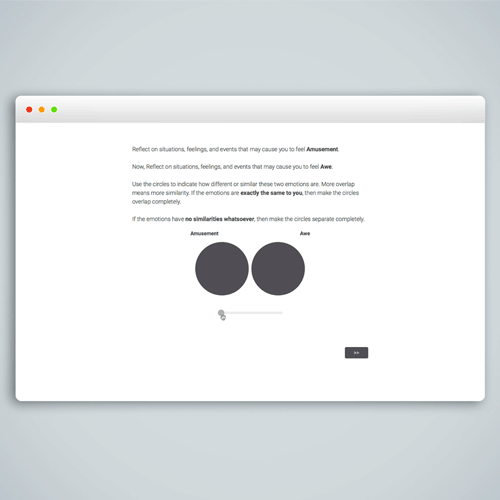 Reflect on situations, feelings, and events that may cause you to feel Amusement.
Now, Reflect on situations, feelings, and events that may cause you to feel Awe.
Use the circles to indicate how different or similar these two emotions are. More overlap
means more similarity. If the emotions are exactly the same to you, then make the circles
overlap completely.
If the emotions have no similarities whatsoever, then make the circles separate completely.
Amusement Awe
>>